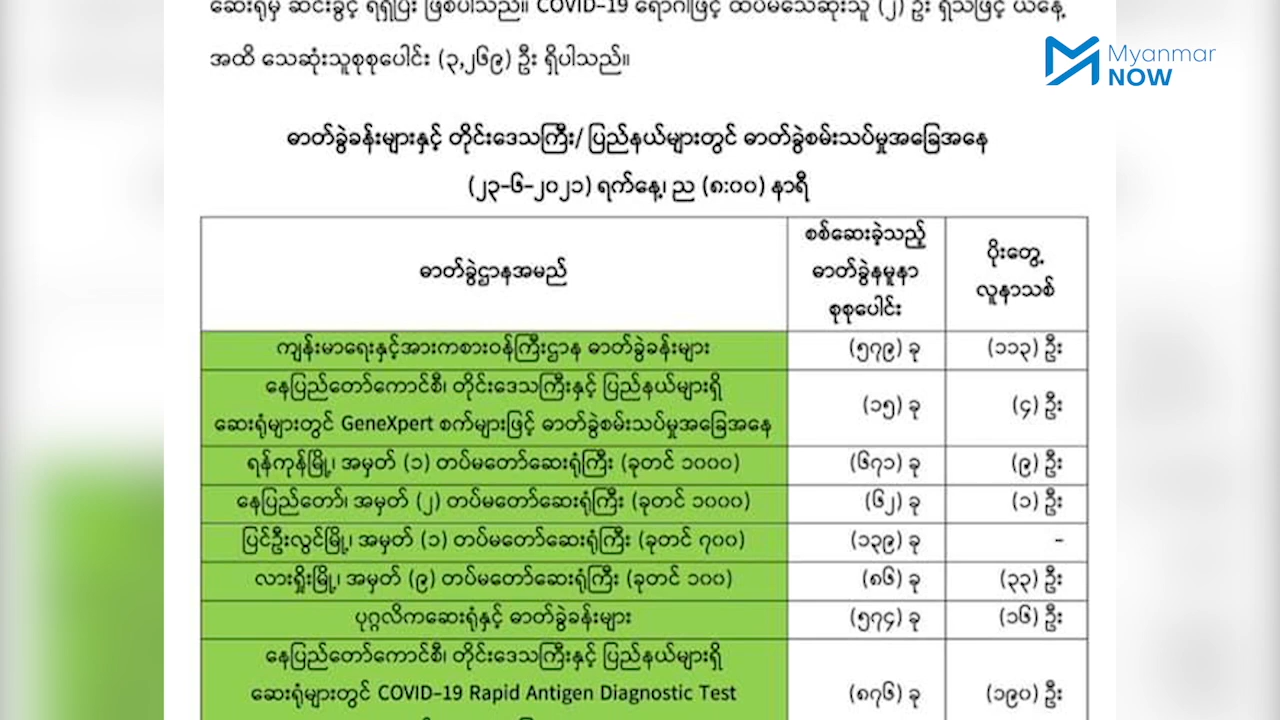 ဆေးရုံမှ ဆင်းခွင့် ရရှိပြီး ဖြစ်ပါသည်။ COVID-19 ရောဂါဖြင့် ထပ်မံသေဆုံးသူ (၂) ဦး ရှိသဖြင့် ယနေ့
အထိ သေဆုံးသူစုစုပေါင်း (၃,၂၆၉) ဦး ရှိပါသည်။
Myanmar
NOW
ဓာတ်ခွဲခန်းများနှင့် တိုင်းဒေသကြီး/ ပြည်နယ်များတွင် ဓာတ်ခွဲစမ်းသပ်မှုအခြေအနေ
(၂၃-၆-၂၀၂၁) ရက်နေ့၊ ည (၈:၀၀) နာရီ
ဓာတ်ခွဲဌာနအမည်
စစ်ဆေးခဲ့သည့်
ဓာတ်ခွဲနမူနာ
စုစုပေါင်း
ပိုးတွေ့
လူနာသစ်
ကျန်းမာရေးနှင့်အားကစားဝန်ကြီးဌာန ဓာတ်ခွဲခန်းများ (၅၇၉) ခု (၁၁၃) ဦး
နေပြည်တော်ကောင်စီ၊ တိုင်းဒေသကြီးနှင့် ပြည်နယ်များရှိ
ဆေးရုံများတွင် GeneXpert စက်များဖြင့် ဓာတ်ခွဲစမ်းသပ်မှုအခြေအနေ (၁၅) ခု (၄) ဦး
ရန်ကုန်မြို့၊ အမှတ် (၁) တပ်မတော်ဆေးရုံကြီး (ခုတင် ၁၀၀၀) (၆၇၁) ခု (၉) ဦး
နေပြည်တော်၊ အမှတ် (၂) တပ်မတော်ဆေးရုံကြီး (ခုတင် ၁၀၀၀) (၆၂) ခု (၁) ဦး
ပြင်ဦးလွင်မြို့၊ အမှတ် (၁) တပ်မတော်ဆေးရုံကြီး (ခုတင် ၇၀၀) (၁၃၉) ခု -
လားရှိုးမြို့၊ အမှတ် (၉) တပ်မတော်ဆေးရုံကြီး (ခုတင် ၁၀၀) (၈၆) ခု (၃၃) ဦး
ပုဂ္ဂလိကဆေးရုံနှင့် ဓာတ်ခွဲခန်းများ (၅၇၄) ခု (၁၆) ဦး
နေပြည်တော်ကောင်စီ၊ တိုင်းဒေသကြီးနှင့် ပြည်နယ်များရှိ
ဆေးရုံများတွင် COVID-19 Rapid Antigen Diagnostic Test (၈၇၆) ခု (၁၉၀) ဦး